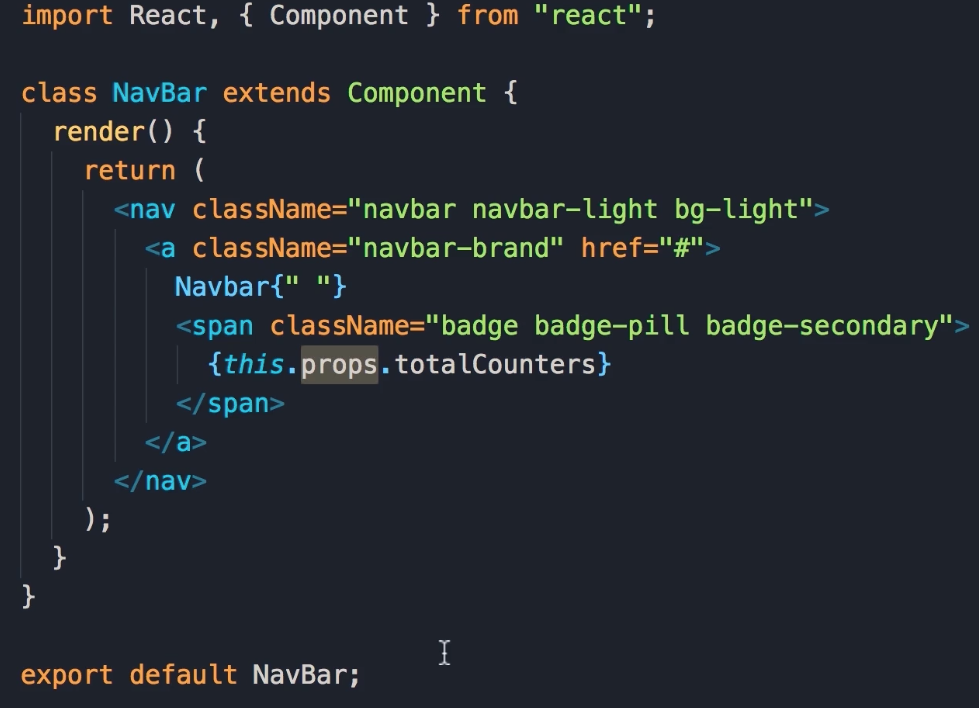 import React, { Component } from "react";
class NavBar extends Component {
render() {
return (
<nav className="navbar navbar-light bg-light">
<a className="navbar-brand" href="#">
Navbar{" "}
<span className="badge badge-pill badge-secondary">
{this.props.totalCounters}
</span>
</a>
</nav>
);
}
}
export default NavBar;